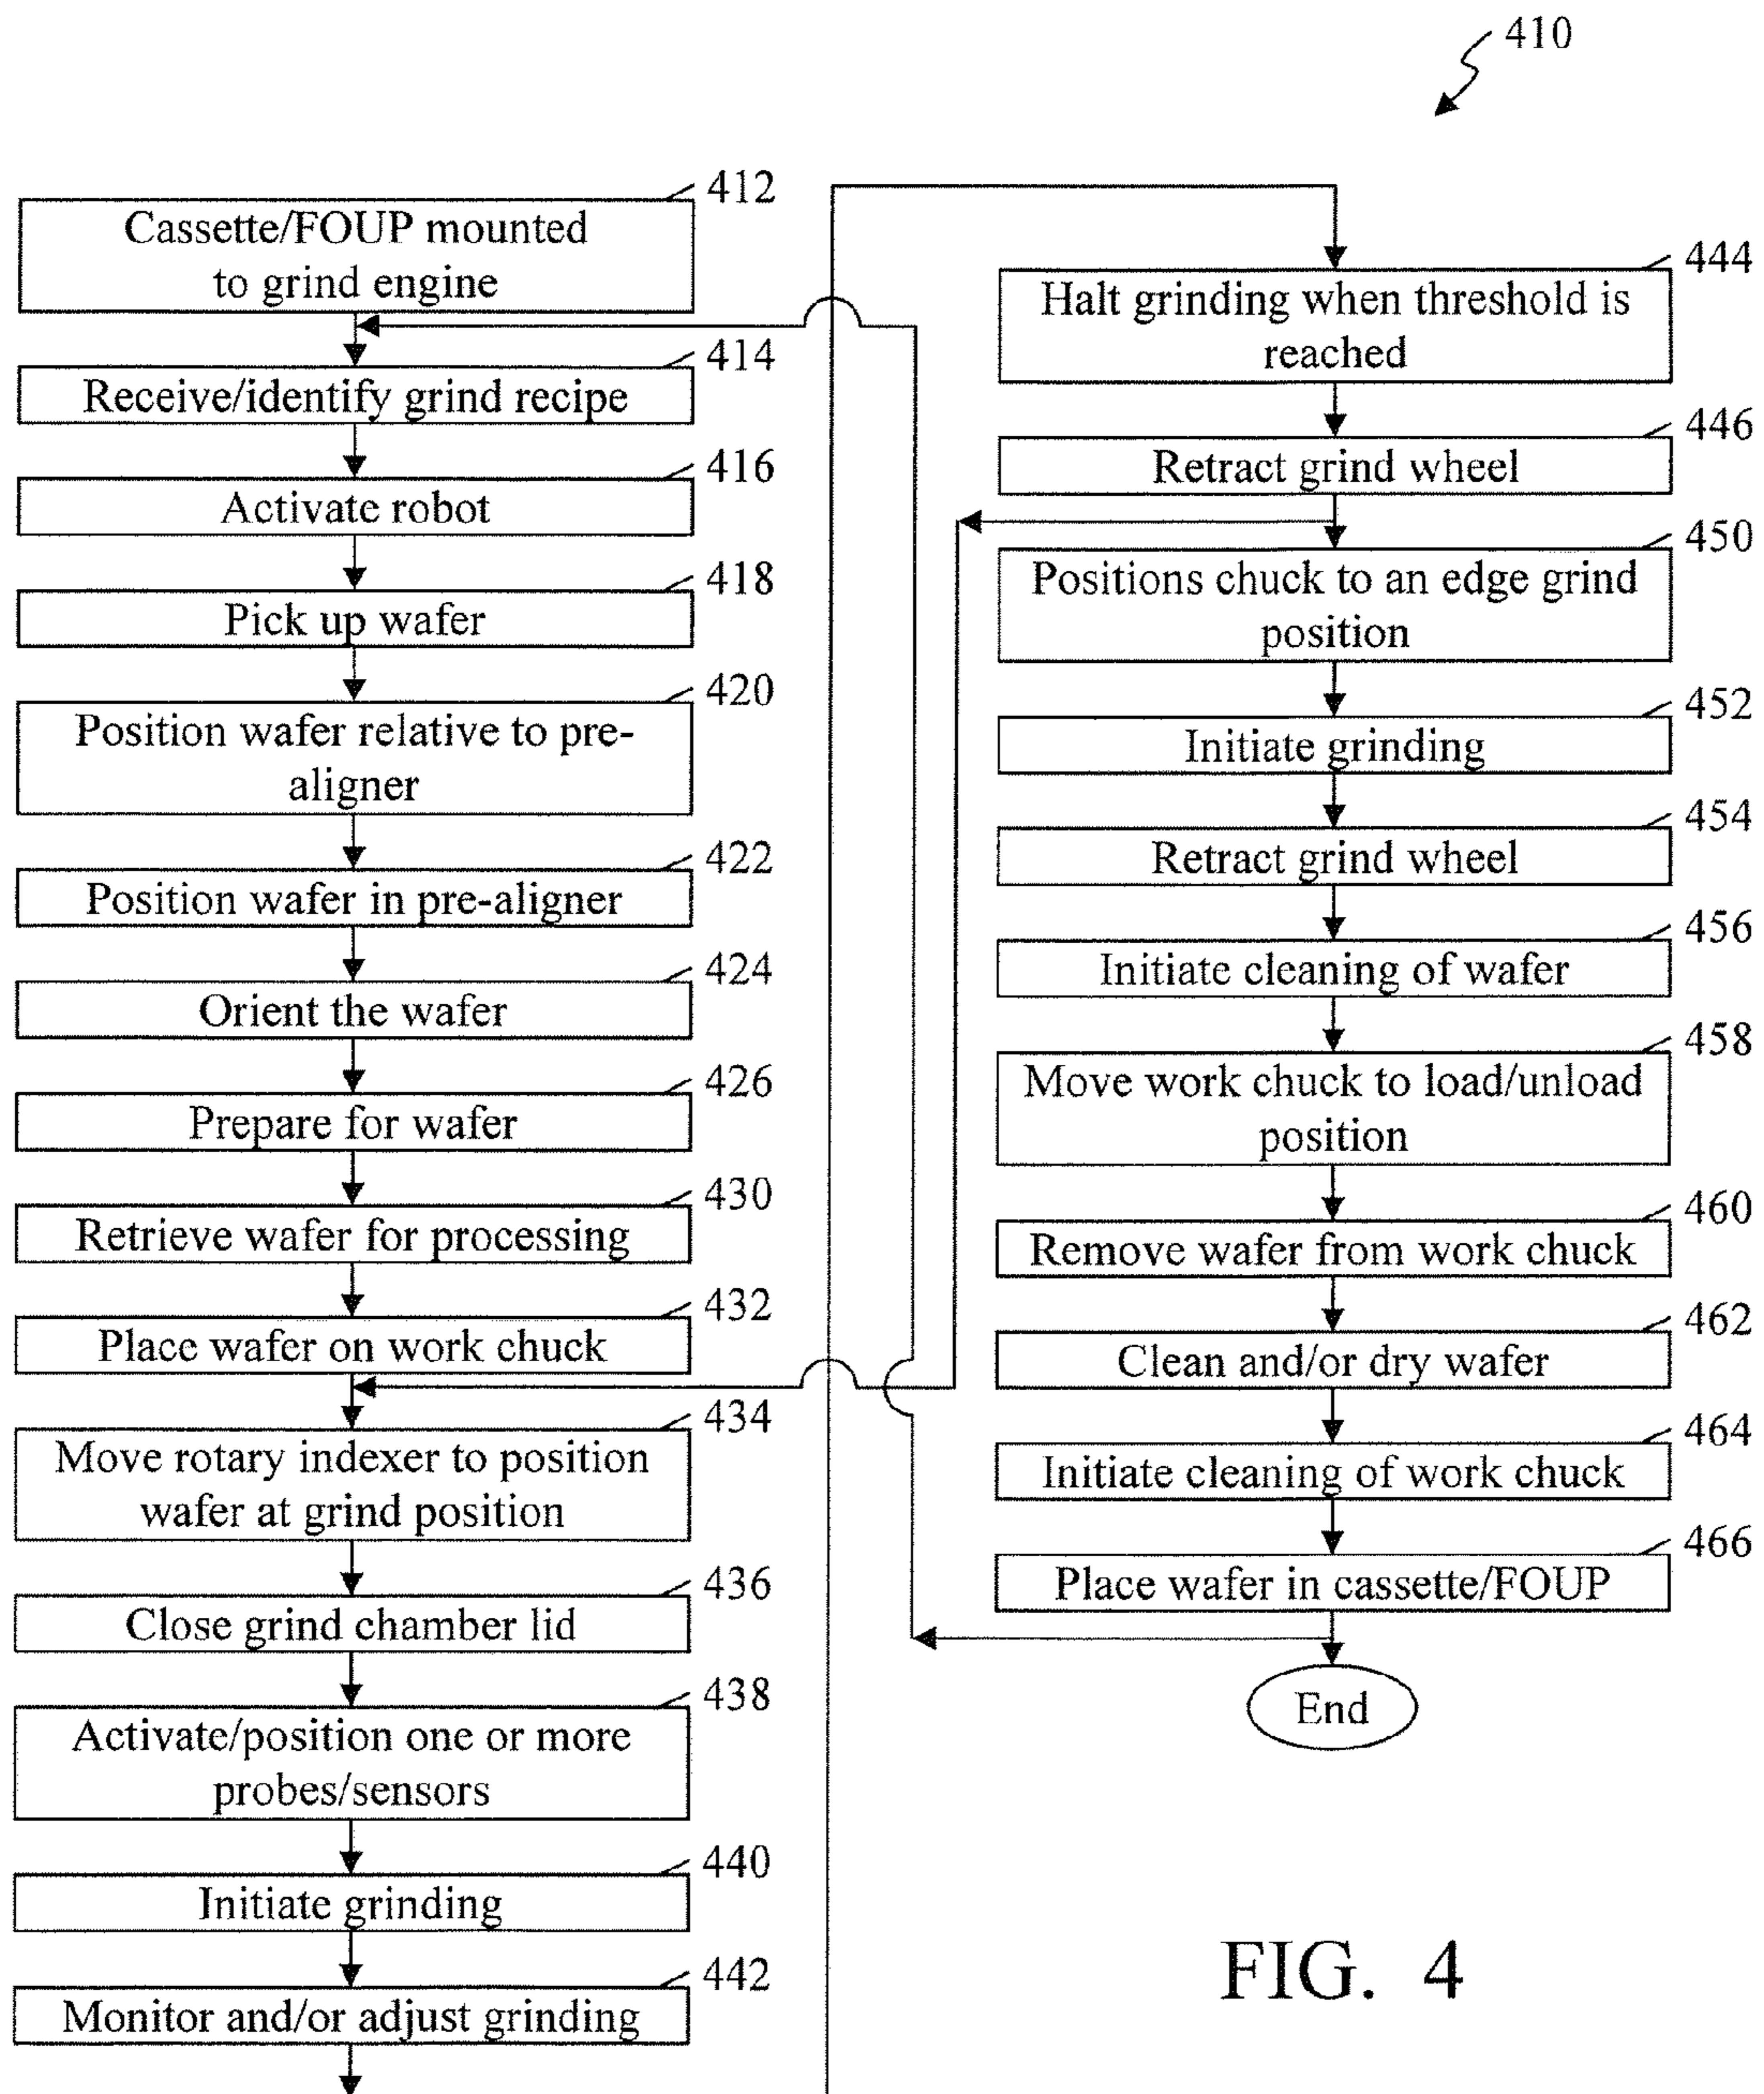 410
412
Cassette/FOUP mounted
to grind engine
414
Receive/identify grind recipe
416
Activate robot
418
Pick up wafer
420
Position wafer relative to pre-
aligner
422
Position wafer in pre-aligner
424
Orient the wafer
426
Prepare for wafer
430
Retrieve wafer for processing
432
Place wafer on work chuck
434
Move rotary indexer to position
wafer at grind position
436
Close grind chamber lid
438
Activate/position one or more
probes/sensors
440
Initiate grinding
442
Monitor and/or adjust grinding
444
Halt grinding when threshold is
reached
446
Retract grind wheel
450
Positions chuck to an edge grind
position
452
Initiate grinding
454
Retract grind wheel
456
Initiate cleaning of wafer
458
Move work chuck to load/unload
position
460
Remove wafer from work chuck
462
Clean and/or dry wafer
464
Initiate cleaning of work chuck
466
Place wafer in cassette/FOUP
End
FIG. 4